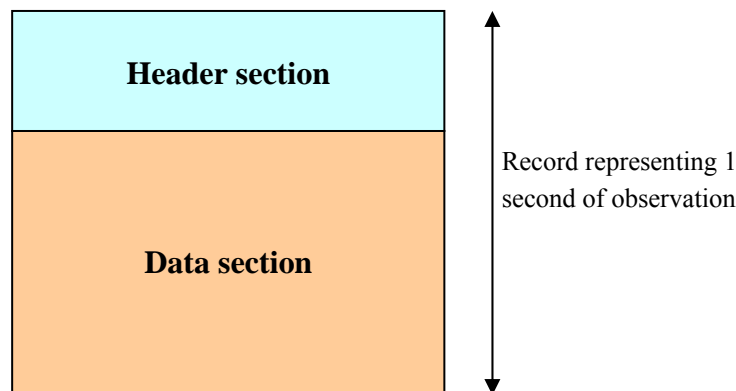 Header section
Record representing 1
second of observation
Data section